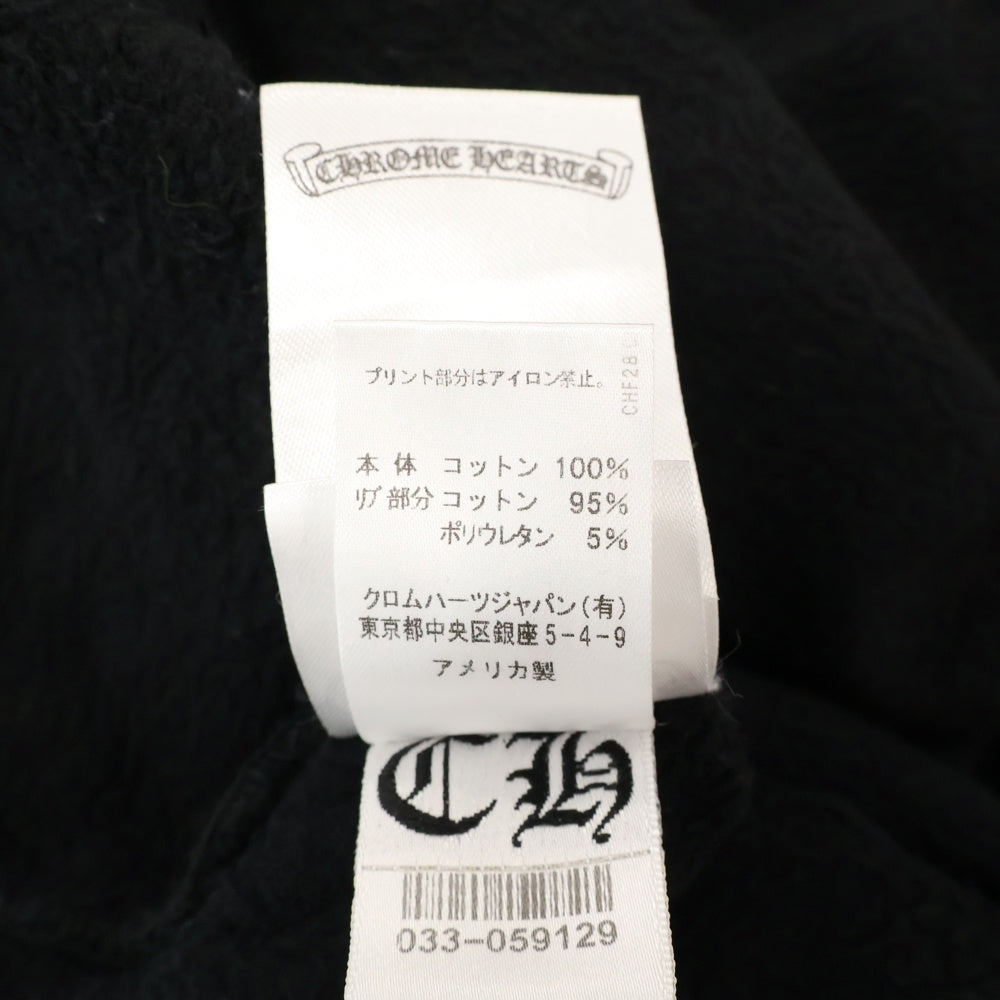 CHROME HEARTS
プリント部分はアイロン禁止。
本体 コットン 100%
リブ部分 コットン 95%
ポリウレタン 5%
クロムハーツジャパン(有)
東京都中央区銀座5-4-9
アメリカ製
CH
033-059129